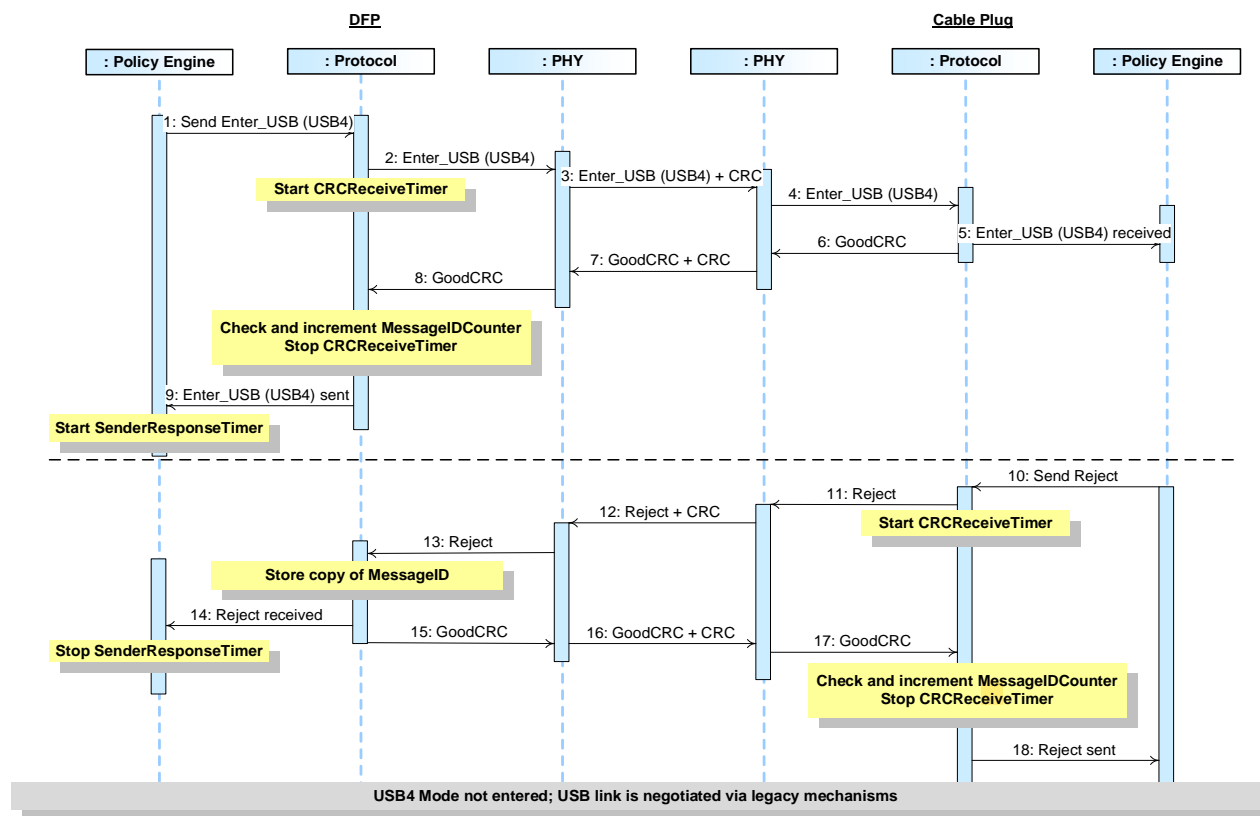 DFP
Cable Plug
: Policy Engine
: Protocol
: PHY
: PHY
: Protocol
: Policy Engine
1: Send Enter_USB (USB4)
2: Enter_USB (USB4)
3: Enter_USB (USB4) + CRC
Start CRCReceiveTimer
4: Enter_USB (USB4)
5: Enter_USB (USB4) received
6: GoodCRC
7: GoodCRC + CRC
8: GoodCRC
Check and increment MessageIDCounter
Stop CRCReceiveTimer
9: Enter_USB (USB4) sent
Start SenderResponseTimer
10: Send Reject
11: Reject
12: Reject + CRC
Start CRCReceiveTimer
13: Reject
Store copy of MessageID
14: Reject received
15: GoodCRC
16: GoodCRC + CRC
17: GoodCRC
Stop SenderResponseTimer
Check and increment MessageIDCounter
Stop CRCReceiveTimer
18: Reject sent
USB4 Mode not entered; USB link is negotiated via legacy mechanisms